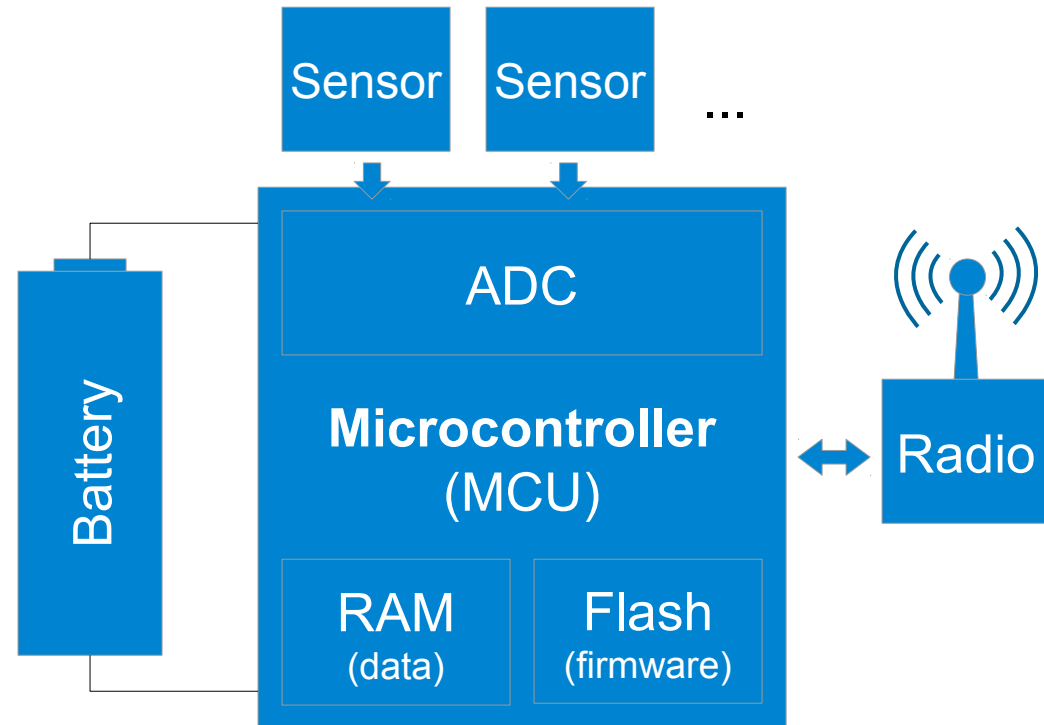 Sensor
Sensor
...
ADC
Battery
Microcontroller
(MCU)
Radio
RAM
(data)
Flash
(firmware)